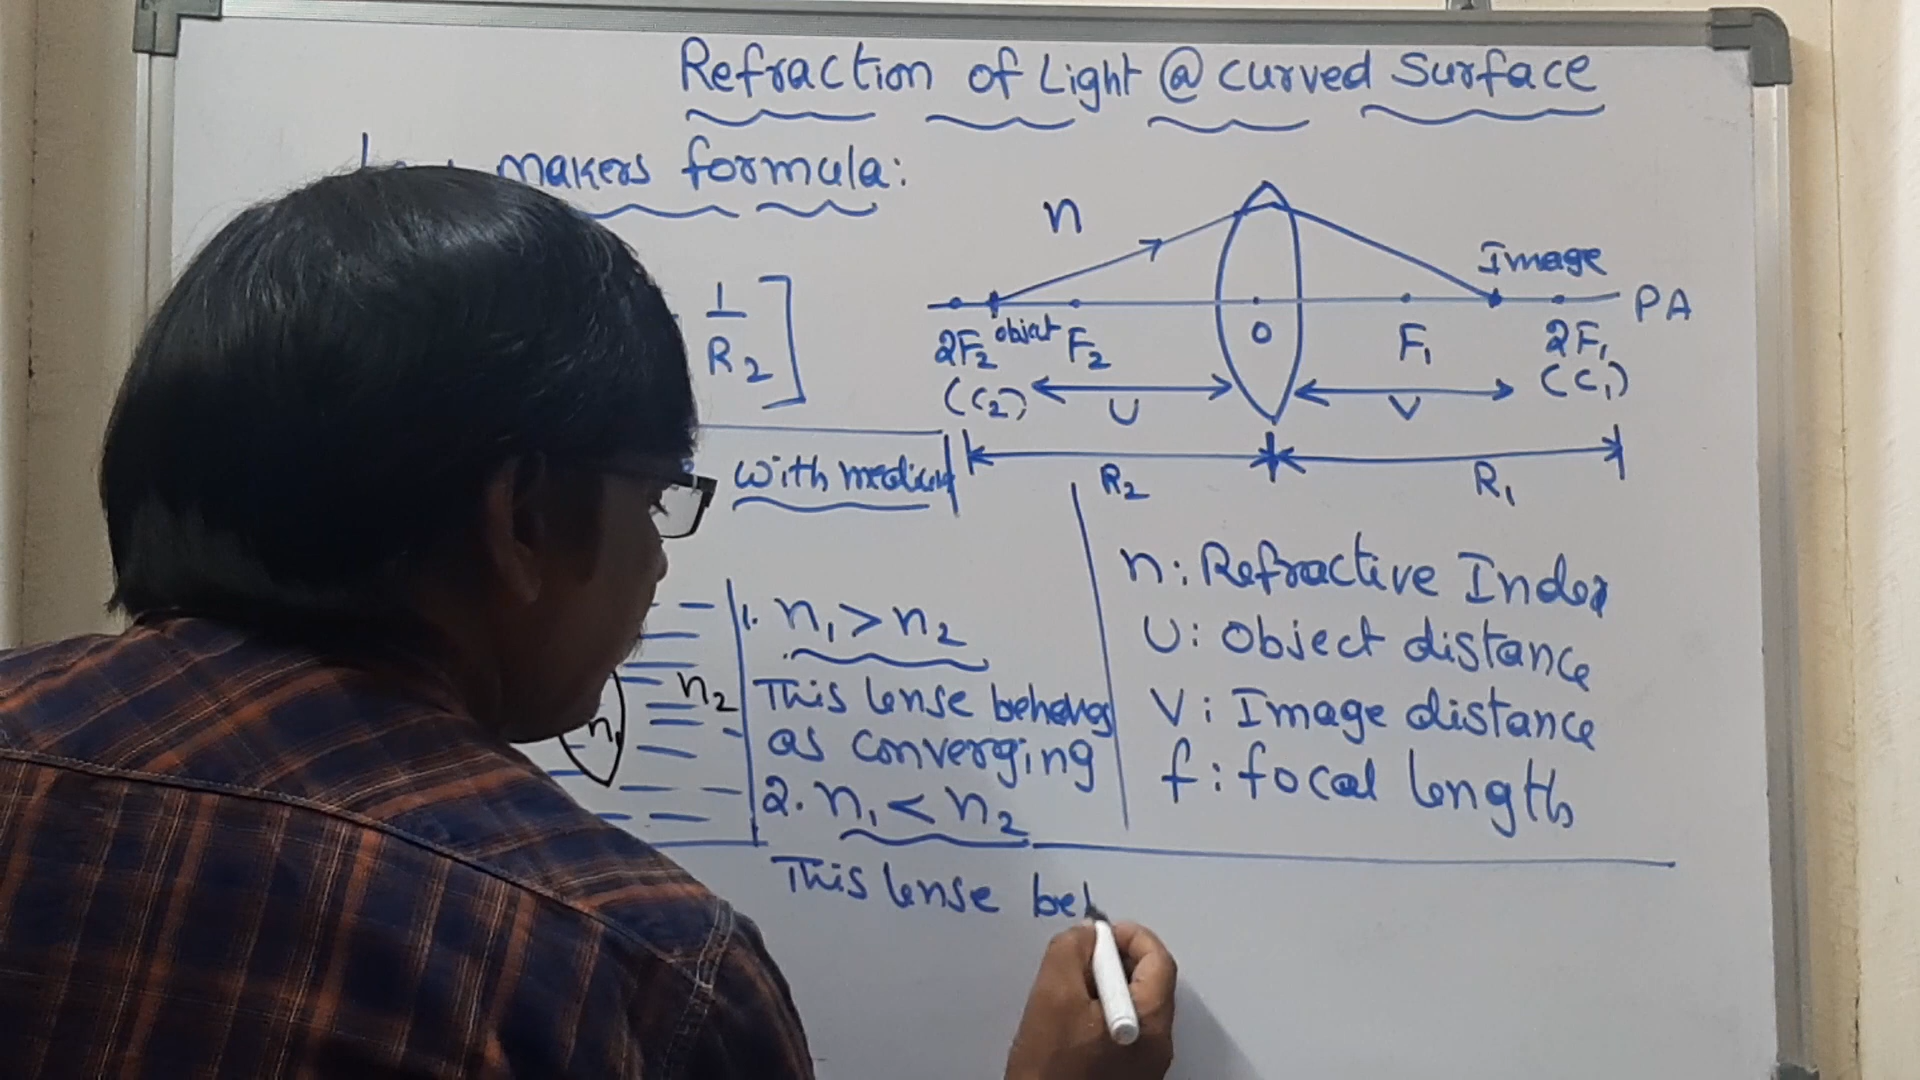 Refraction of Light @ curved Surface
makers formula:
n
Image
1
R2
PA
2F2 object F2 O F1 2F1
(C2) U V (C1)
with medium
R2 R1
n: Refractive Index
U: Object distance
V: Image distance
f: focal length
1. n1 > n2
n1 n2
This lense behaves
as converging
2. n1 < n2
This lense beh